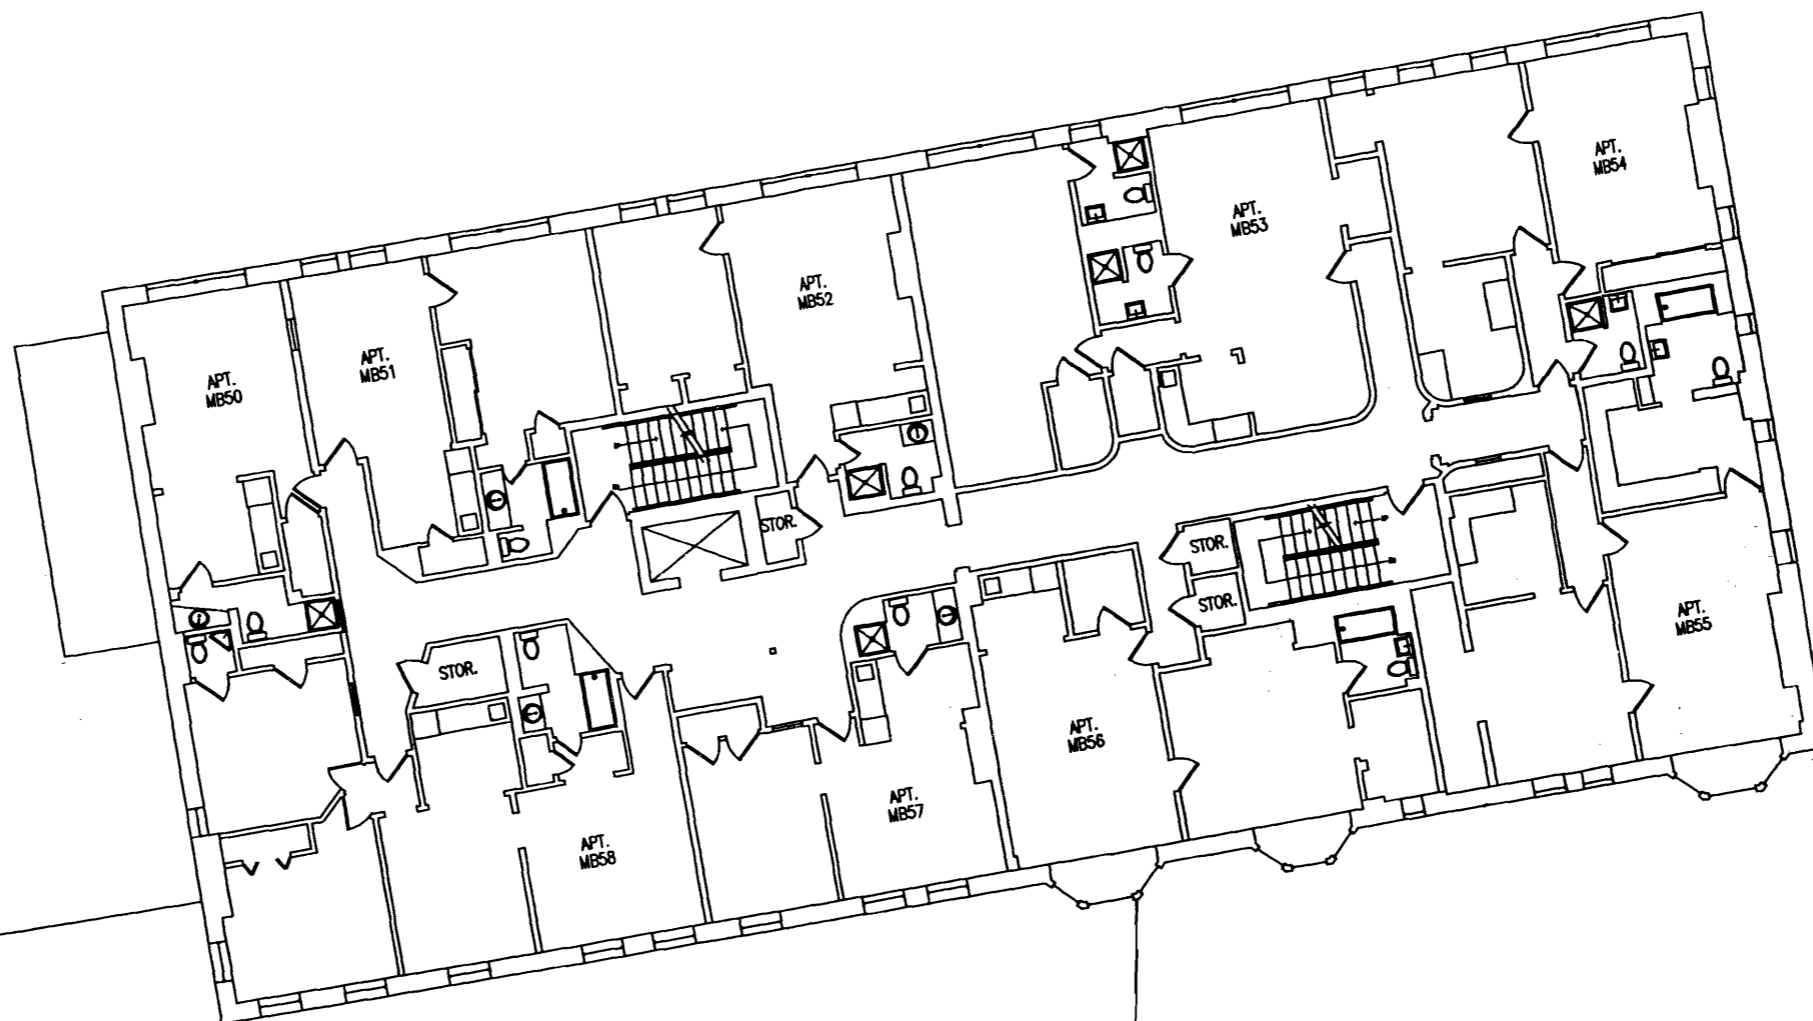 APT.
MB50
APT.
MB51
APT.
MB52
APT.
MB53
APT.
MB54
STOR.
STOR.
STOR.
STOR.
APT.
MB55
APT.
MB56
APT.
MB57
APT.
MB58